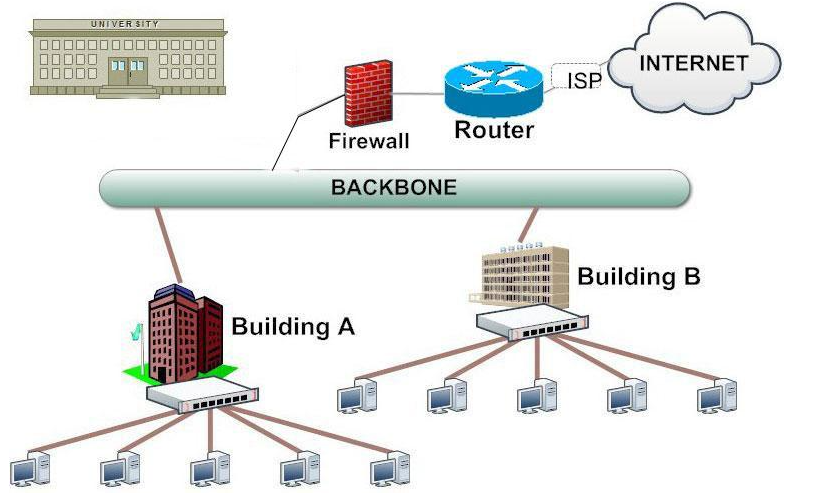 UNIVERSITY
INTERNET
ISP
Router
Firewall
BACKBONE
Building B
Building A